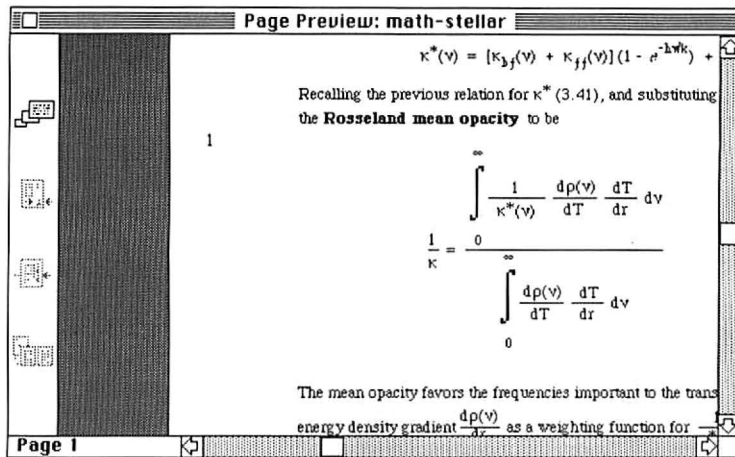 Page Preview: math-stellar
κ*(ν) = [κbf(ν) + κff(ν)] (1 - e-hν/k) +
Recalling the previous relation for κ* (3.41), and substituting
the Rosseland mean opacity to be
1
∞
∫ 1/κ*(ν) dρ(ν)/dT dT/dr dν
0
1/κ =
∞
∫ dρ(ν)/dT dT/dr dν
0
The mean opacity favors the frequencies important to the trans
energy density gradient dρ(ν)/dr as a weighting function for
Page 1